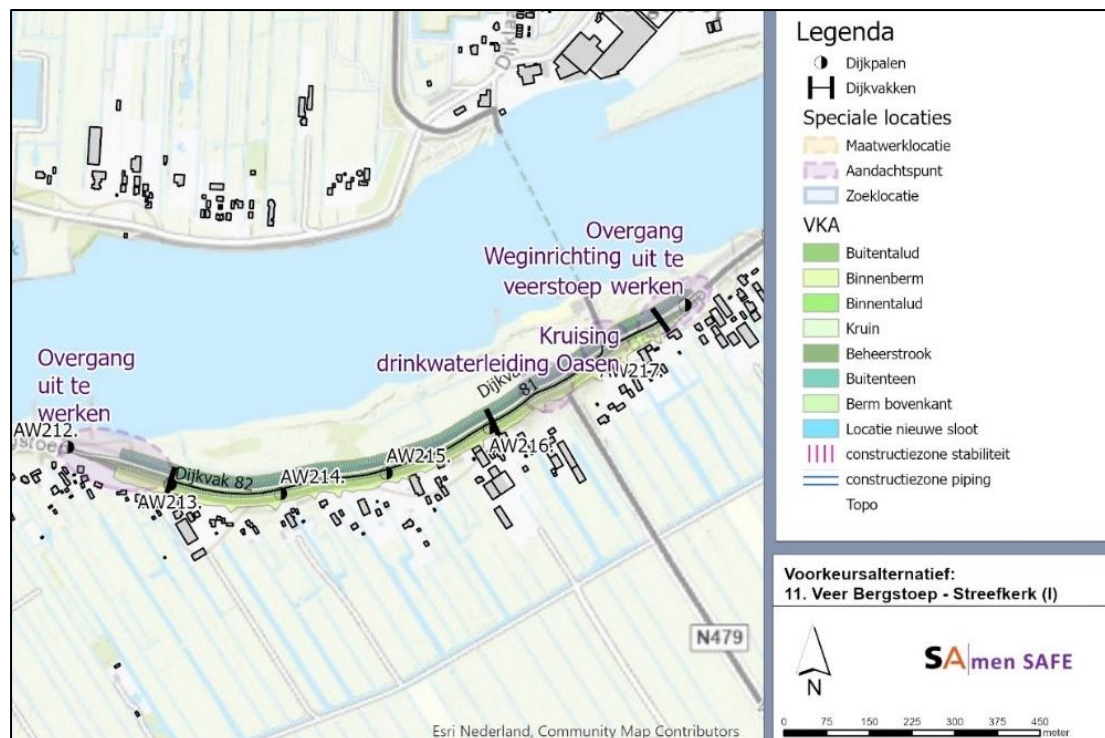 Dijklaa
Overgang
Weginrichting uit te
veerstoep werken
Kruising
drinkwaterleiding Oasen
Overgang
uit te
werken
AW212.
AW213.
Dijkvak 82
AW214.
AW215.
AW216.
Dijkva
81
AW217.
N479
Esri Nederland, Community Map Contributors
Legenda
Dijkpalen
Dijkvakken
Speciale locaties
Maatwerklocatie
Aandachtspunt
Zoeklocatie
VKA
Buitentalud
Binnenberm
Binnentalud
Kruin
Beheerstrook
Buitenteen
Berm bovenkant
Locatie nieuwe sloot
constructiezone stabiliteit
constructiezone piping
Topo
Voorkeursalternatief:
11. Veer Bergstoep - Streefkerk (I)
N
SAmen SAFE
0 75 150 225 300 375 450
meter